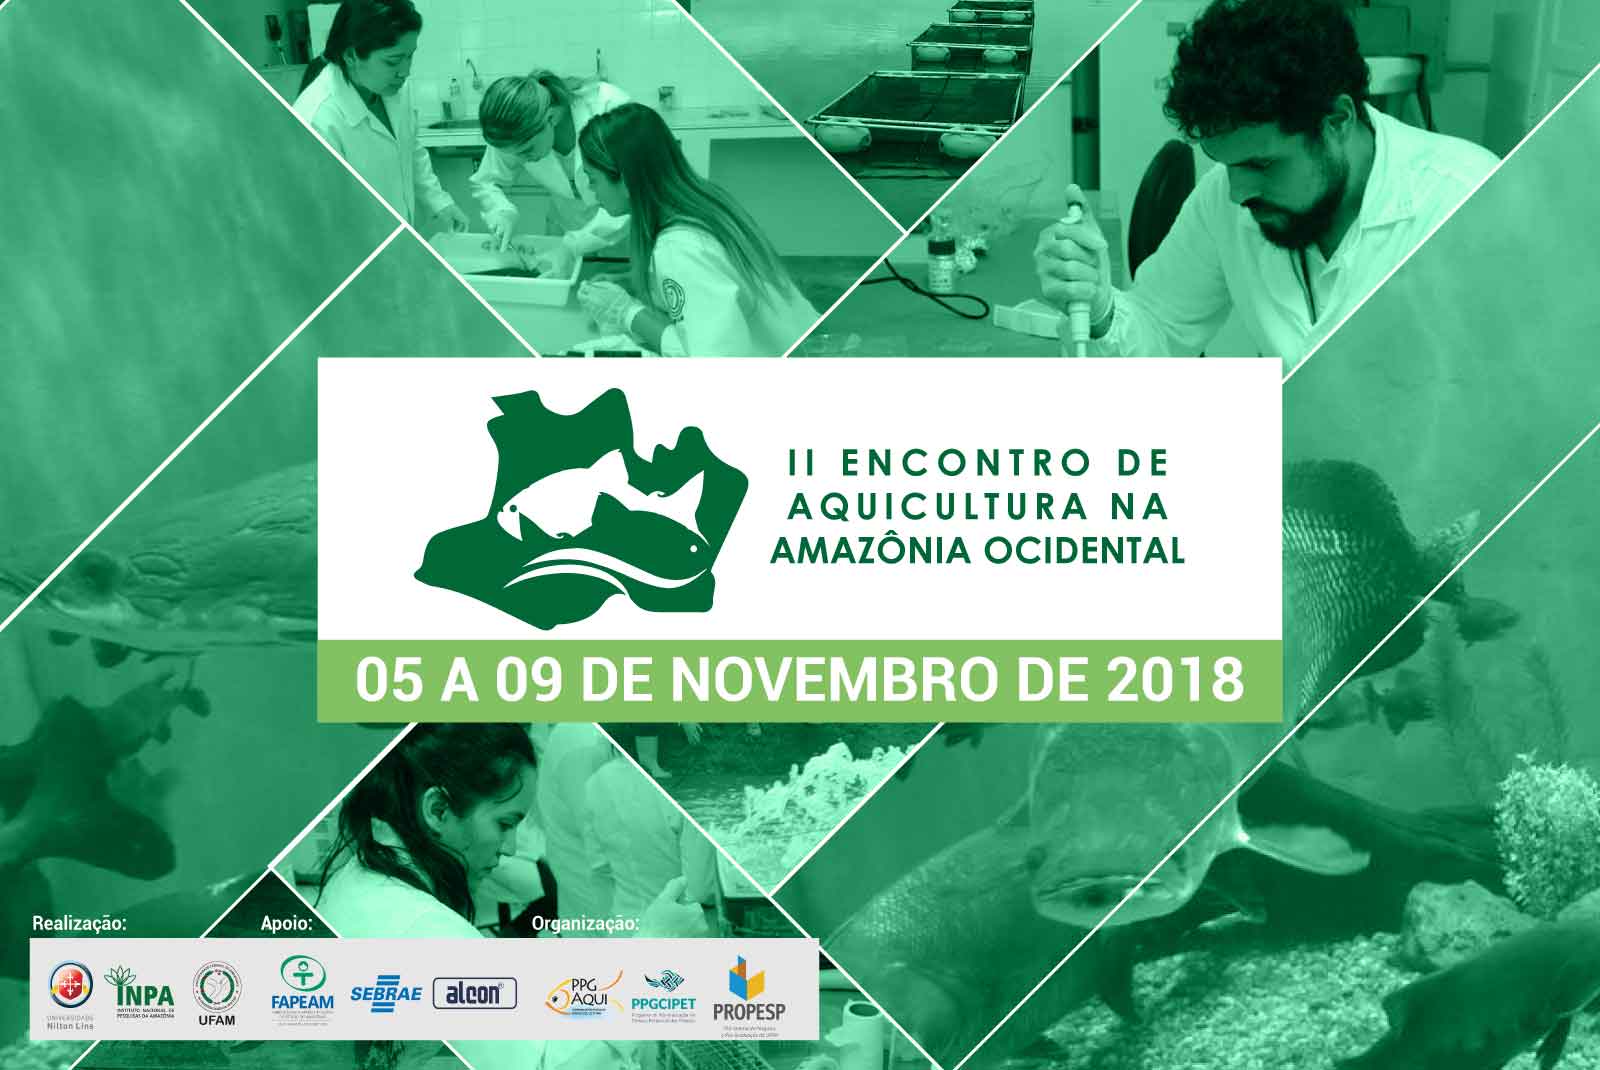 II ENCONTRO DE
AQUICULTURA NA
AMAZÔNIA OCIDENTAL
05 A 09 DE NOVEMBRO DE 2018
Realização:
Apoio:
Organização:
UNIVERSIDADE
Nilton Lins
INPA
INSTITUTO NACIONAL DE
PESQUISAS DA AMAZÔNIA
UFAM
FAPEAM
SEBRAE
alcon®
PPG
AQUI
PPGCIPET
PROPESP